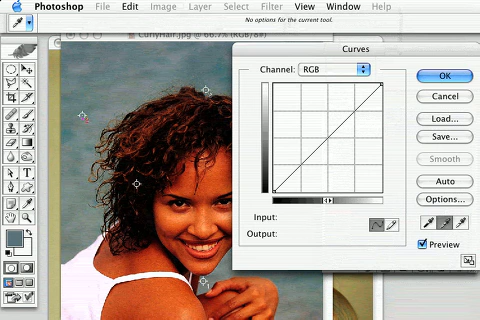 Photoshop File Edit Image Layer Select Filter View Window Help
No options for the current tool.
CurlyHair.jpg @ 66.7% (RGB/8#)
Curves
Channel: RGB
OK
Cancel
Load...
Save...
Smooth
Auto
Options...
Input:
Output:
Preview